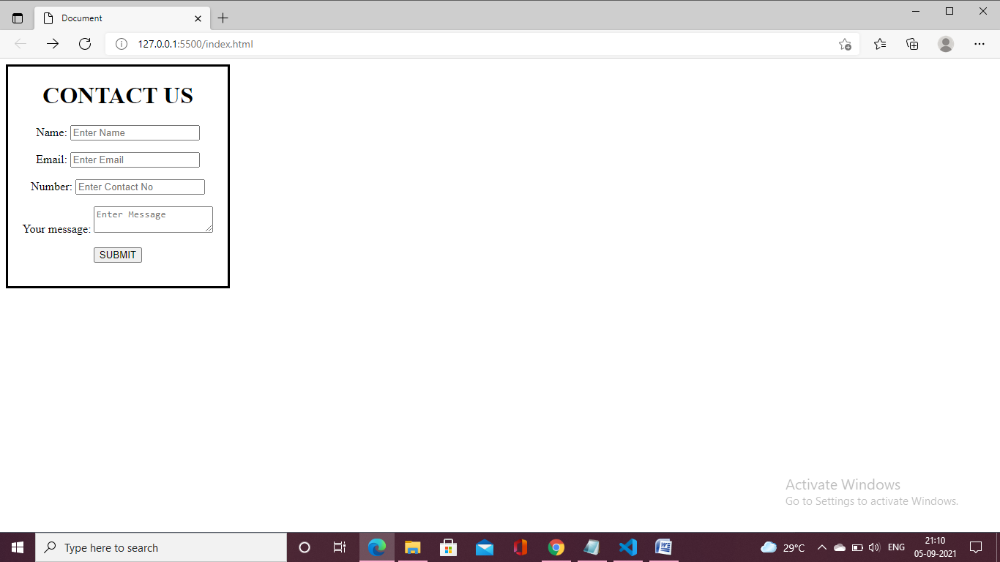 Document
127.0.0.1:5500/index.html
CONTACT US
Name: Enter Name
Email: Enter Email
Number: Enter Contact No
Your message: Enter Message
SUBMIT
Activate Windows
Go to Settings to activate Windows.
Type here to search
29°C
ENG
21:10
05-09-2021